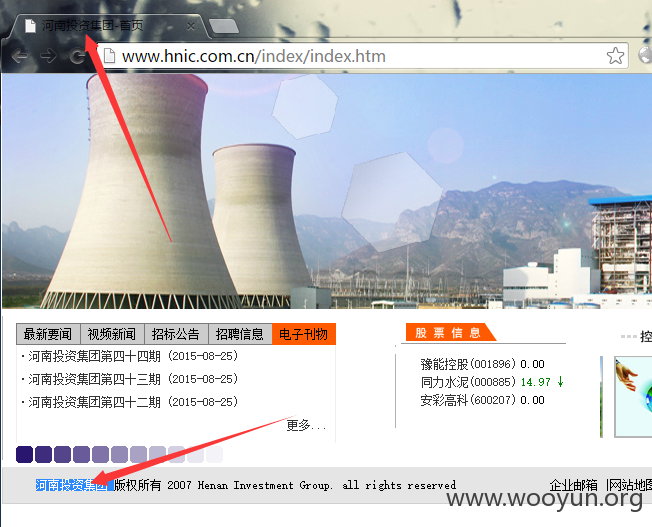 河南投资集团-首页
www.hnic.com.cn/index/index.htm
最新要闻 视频新闻 招标公告 招聘信息 电子刊物
· 河南投资集团第四十四期 (2015-08-25)
· 河南投资集团第四十三期 (2015-08-25)
· 河南投资集团第四十二期 (2015-08-25)
更多...
股票信息
豫能控股(001896) 0.00
同力水泥(000885) 14.97 ↓
安彩高科(600207) 0.00
控
河南投资集团 版权所有 2007 Henan Investment Group. all rights reserved
企业邮箱 |网站地图
www.wooyun.org